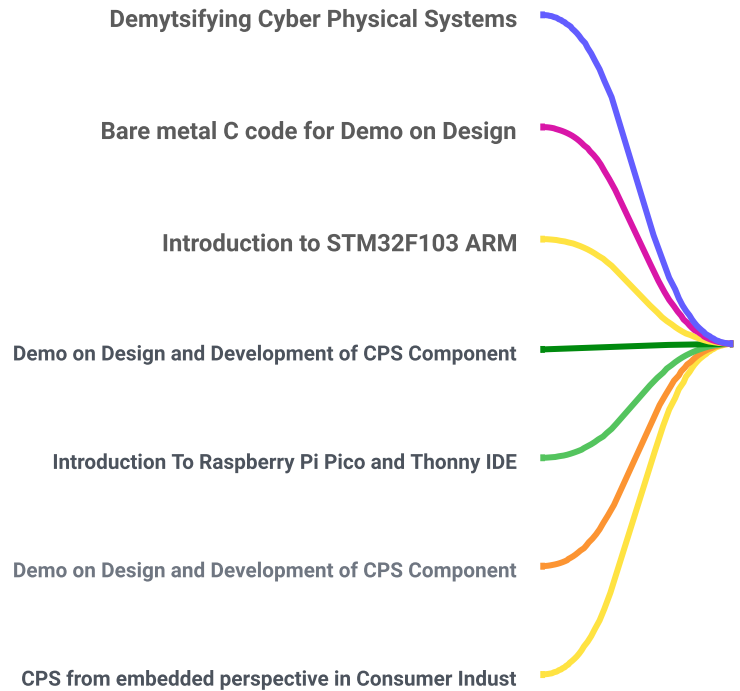 Demytsifying Cyber Physical Systems
Bare metal C code for Demo on Design
Introduction to STM32F103 ARM
Demo on Design and Development of CPS Component
Introduction To Raspberry Pi Pico and Thonny IDE
Demo on Design and Development of CPS Component
CPS from embedded perspective in Consumer Indust